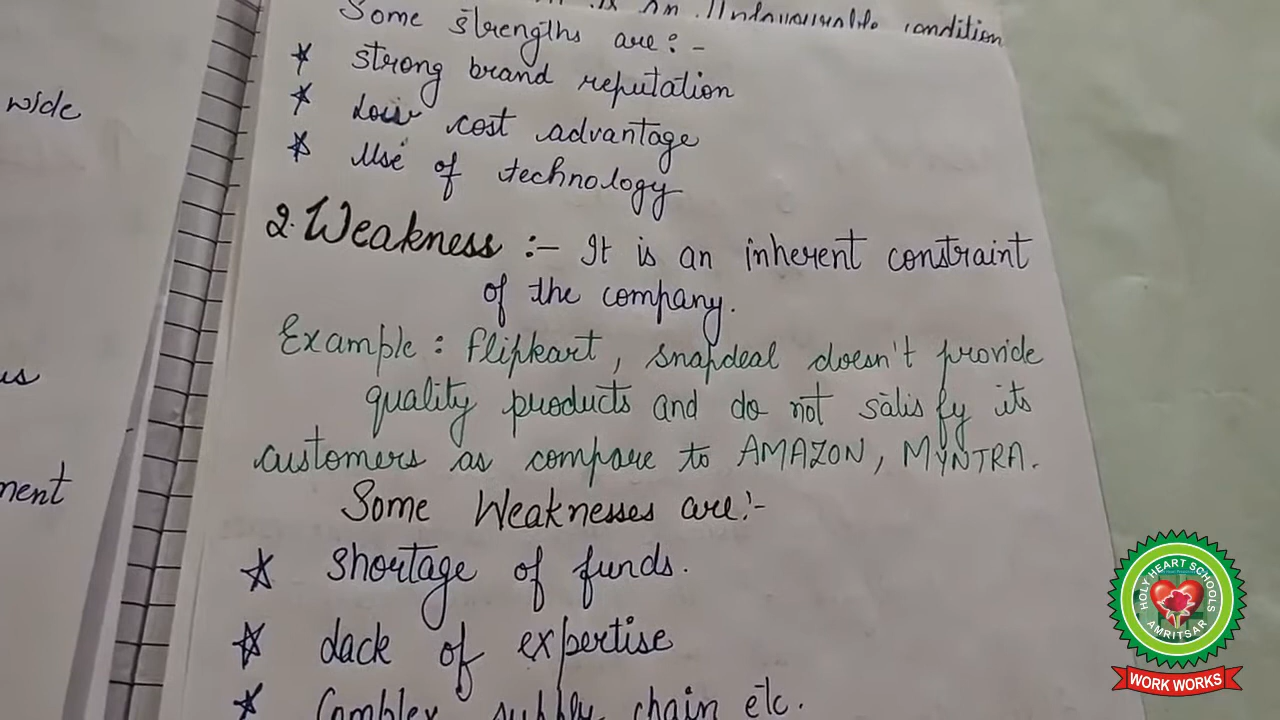 condition
Some strengths are:-
* strong brand reputation
* Low cost advantage
* Use of technology
2. Weakness :- It is an inherent constraint
of the company.
Example: flipkart, snapdeal doesn't provide
quality products and do not satisfy its
customers as compare to AMAZON, MYNTRA.
Some Weaknesses are:-
* Shortage of funds.
* Lack of expertise
* Complex supply chain etc.
wide
us
ment
HOLY HEART SCHOOLS
AMRITSAR
WORK WORKS